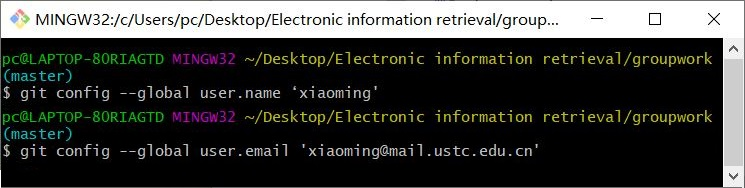 MINGW32:/c/Users/pc/Desktop/Electronic information retrieval/group...
pc@LAPTOP-80RIAGTD MINGW32 ~/Desktop/Electronic information retrieval/groupwork
(master)
$ git config --global user.name ‘xiaoming'
pc@LAPTOP-80RIAGTD MINGW32 ~/Desktop/Electronic information retrieval/groupwork
(master)
$ git config --global user.email 'xiaoming@mail.ustc.edu.cn'